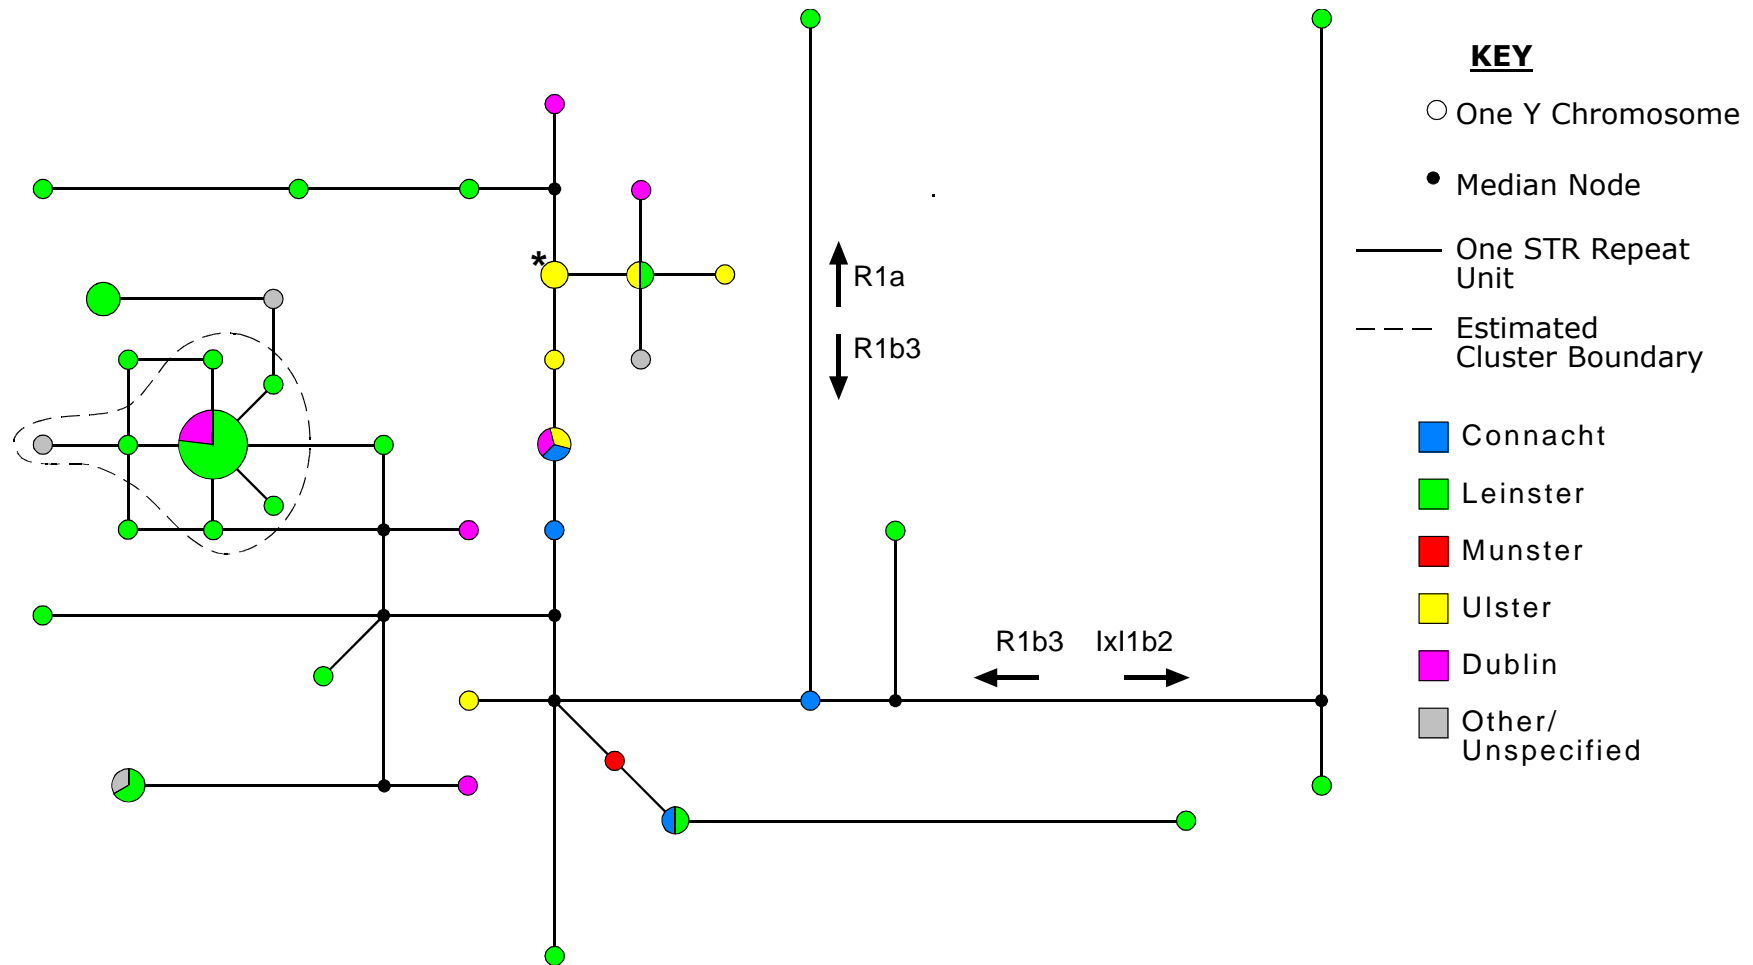 KEY
One Y Chromosome
Median Node
One STR Repeat
Unit
Estimated
Cluster Boundary
Connacht
Leinster
Munster
Ulster
Dublin
Other/
Unspecified
*
R1a
R1b3
R1b3 IxI1b2